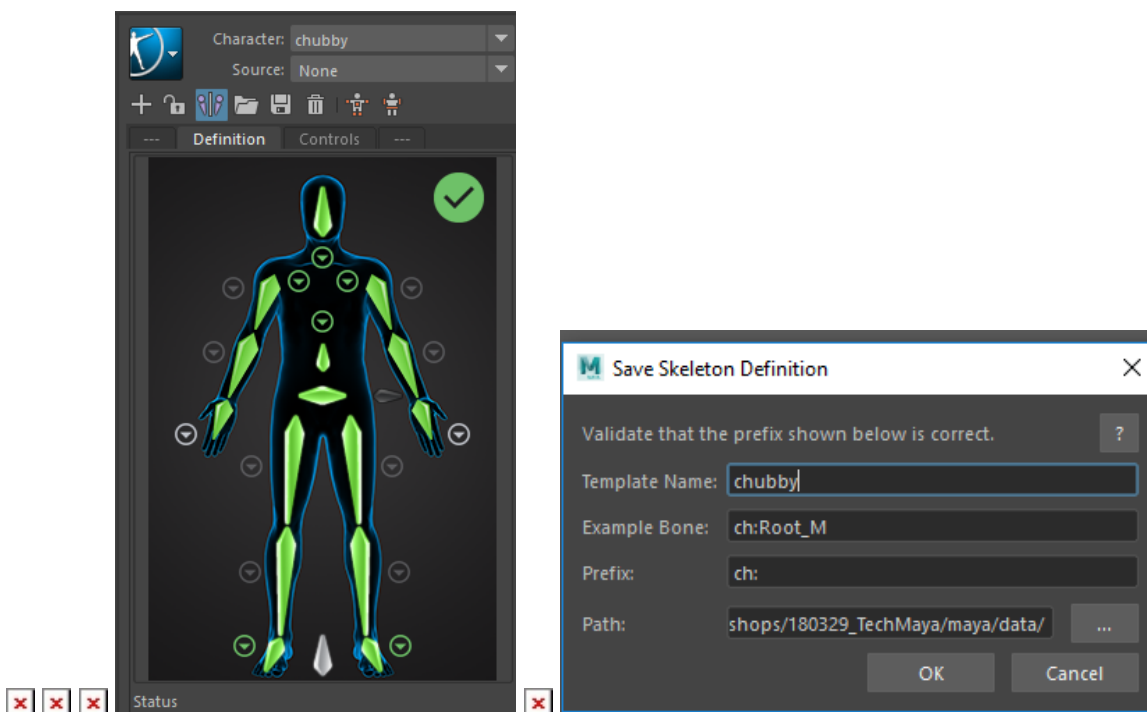 Character: chubby
Source: None
--- Definition Controls ---
Status
M Save Skeleton Definition
Validate that the prefix shown below is correct. ?
Template Name: chubby
Example Bone: ch:Root_M
Prefix: ch:
Path: shops/180329_TechMaya/maya/data/ ...
OK Cancel